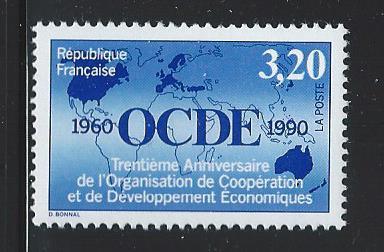 République
Française
3,20
LA POSTE
1960 OCDE 1990
Trentième Anniversaire
de l'Organisation de Coopération
et de Développement Économiques
D. BONNAL